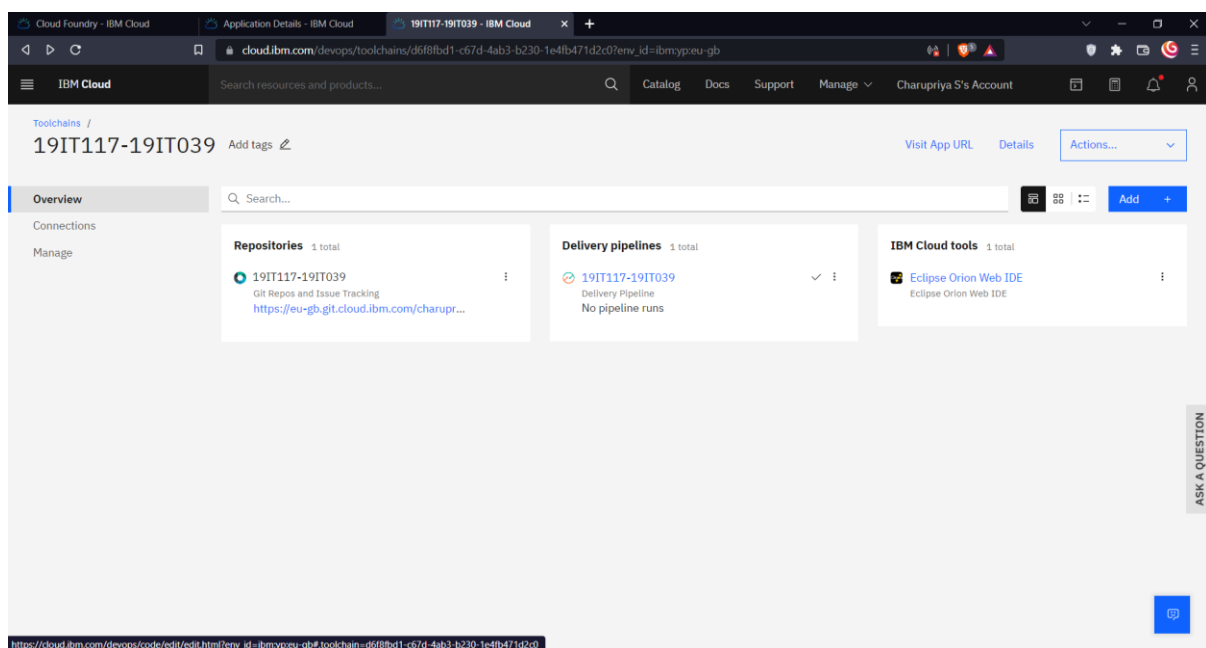 Cloud Foundry - IBM Cloud
Application Details - IBM Cloud
19IT117-19IT039 - IBM Cloud
cloud.ibm.com/devops/toolchains/d6f8fbd1-c67d-4ab3-b230-1e4fb471d2c0?env_id=ibm:yp:eu-gb
IBM Cloud
Search resources and products...
Catalog
Docs
Support
Manage
Charupriya S's Account
Toolchains /
19IT117-19IT039
Add tags
Visit App URL
Details
Actions...
Overview
Connections
Manage
Search...
Add +
Repositories 1 total
19IT117-19IT039
Git Repos and Issue Tracking
https://eu-gb.git.cloud.ibm.com/charupr...
Delivery pipelines 1 total
19IT117-19IT039
Delivery Pipeline
No pipeline runs
IBM Cloud tools 1 total
Eclipse Orion Web IDE
Eclipse Orion Web IDE
ASK A QUESTION
https://cloud.ibm.com/devops/code/edit/edit.html?env_id=ibm:yp:eu-gb#,toolchain=d6f8fbd1-c67d-4ab3-b230-1e4fb471d2c0